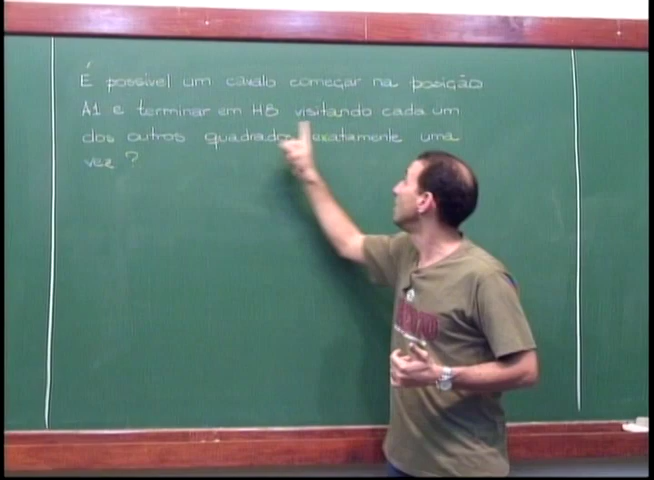 É possível um cavalo começar na posição
A1 e terminar em H8 visitando cada um
dos outros quadrados exatamente uma
vez ?